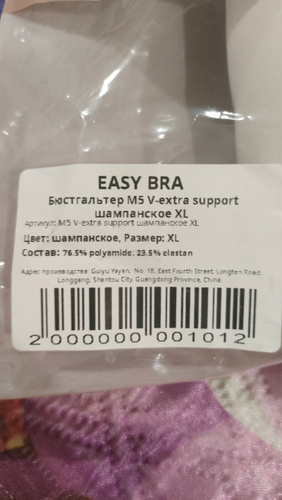 EASY BRA
Бюстгальтер M5 V-extra support
шампанское XL
Артикул: M5 V-extra support шампанское XL
Цвет: шампанское, Размер: XL
Состав: 76.5% polyamide; 23.5% elastan
Адрес производства: Guiyu Yayan, No. 16, East Fourth Street, Longten Road,
Longgang, Shantou City, Guangdong Province, China
2 000000 001012